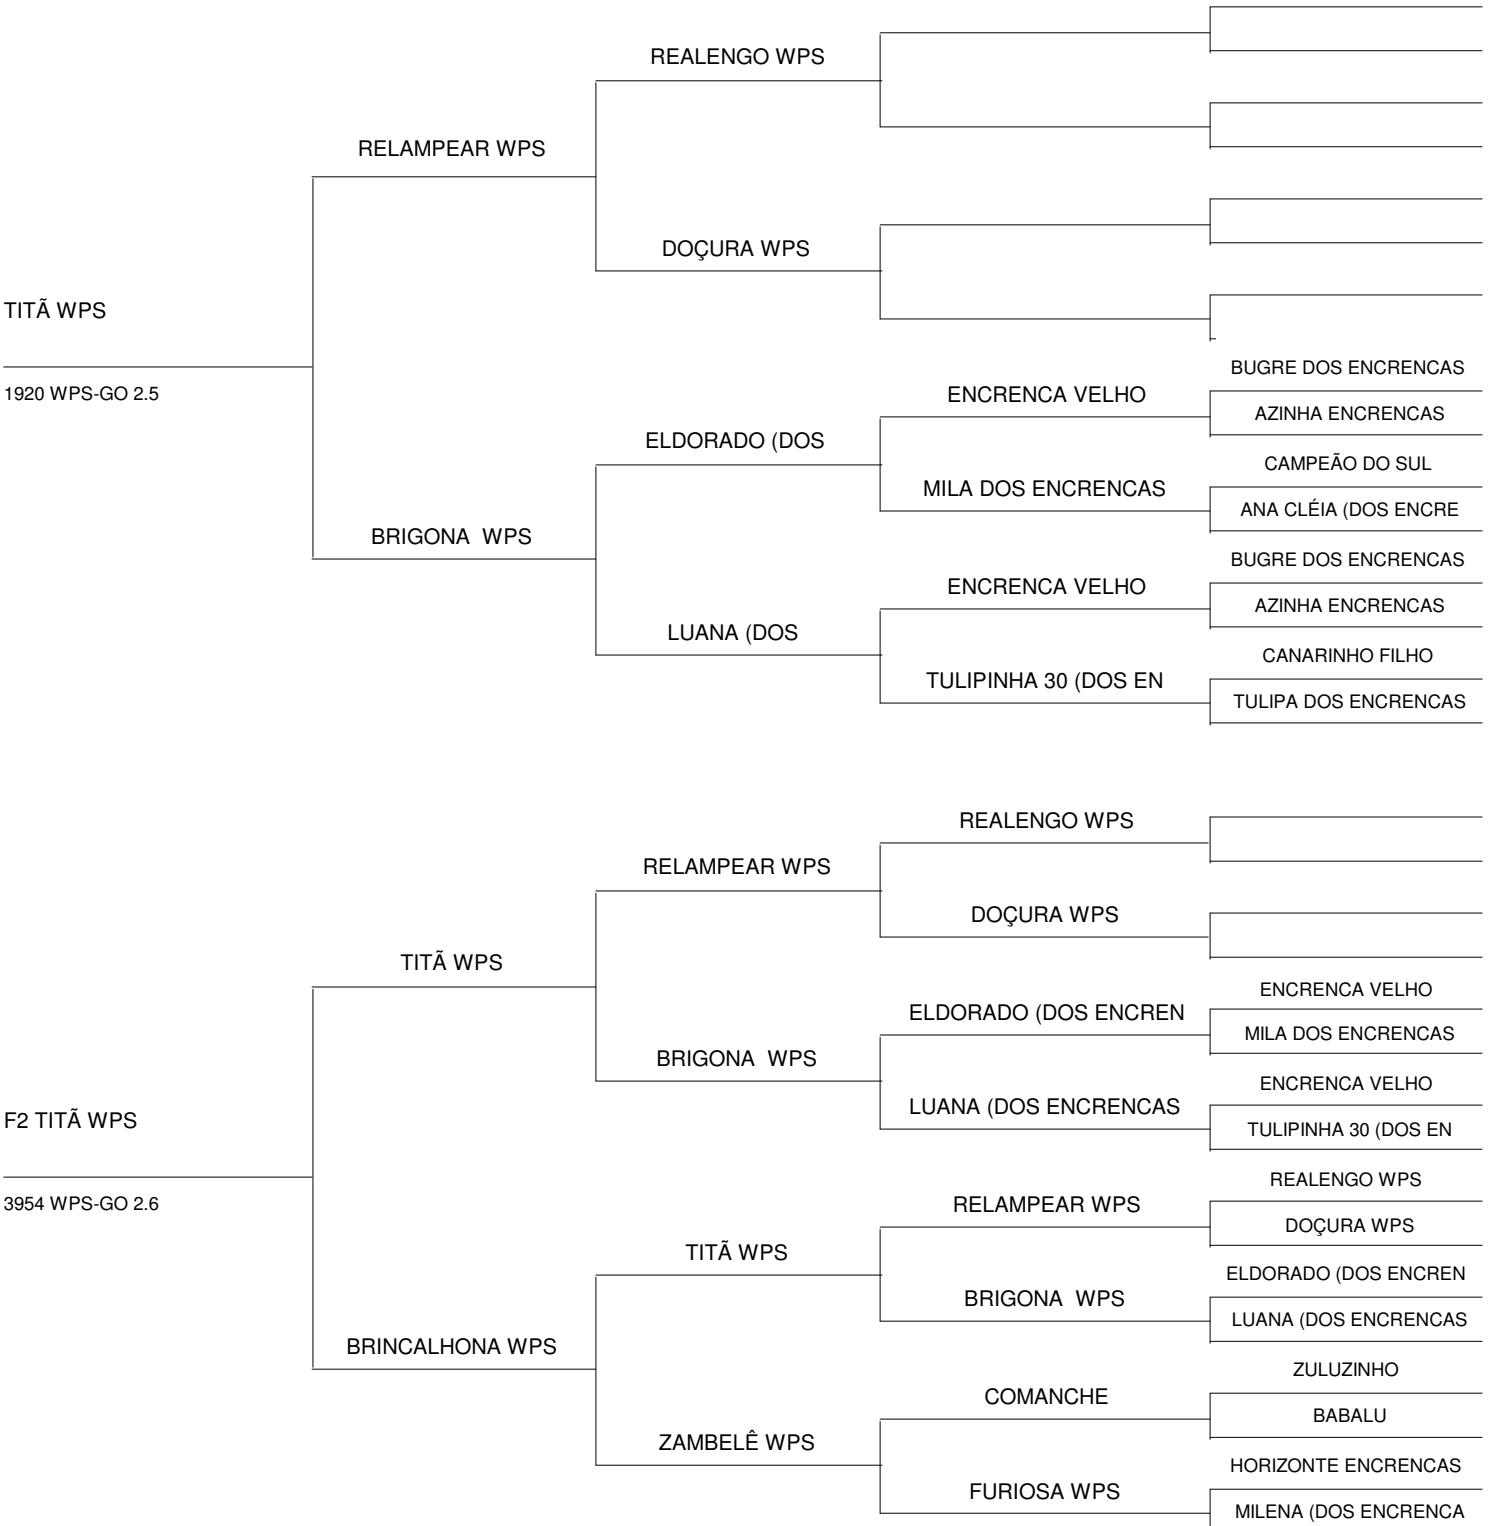 REALENGO WPS
RELAMPEAR WPS
DOÇURA WPS
TITÃ WPS
1920 WPS-GO 2.5
BUGRE DOS ENCRENCAS
ENCRENCA VELHO
AZINHA ENCRENCAS
ELDORADO (DOS
CAMPEÃO DO SUL
MILA DOS ENCRENCAS
ANA CLÉIA (DOS ENCRE
BRIGONA  WPS
BUGRE DOS ENCRENCAS
ENCRENCA VELHO
AZINHA ENCRENCAS
LUANA (DOS
CANARINHO FILHO
TULIPINHA 30 (DOS EN
TULIPA DOS ENCRENCAS
REALENGO WPS
RELAMPEAR WPS
DOÇURA WPS
TITÃ WPS
ENCRENCA VELHO
ELDORADO (DOS ENCREN
MILA DOS ENCRENCAS
BRIGONA  WPS
ENCRENCA VELHO
LUANA (DOS ENCRENCAS
TULIPINHA 30 (DOS EN
F2 TITÃ WPS
3954 WPS-GO 2.6
REALENGO WPS
RELAMPEAR WPS
DOÇURA WPS
TITÃ WPS
ELDORADO (DOS ENCREN
BRIGONA  WPS
LUANA (DOS ENCRENCAS
BRINCALHONA WPS
ZULUZINHO
COMANCHE
BABALU
ZAMBELÊ WPS
HORIZONTE ENCRENCAS
FURIOSA WPS
MILENA (DOS ENCRENCA